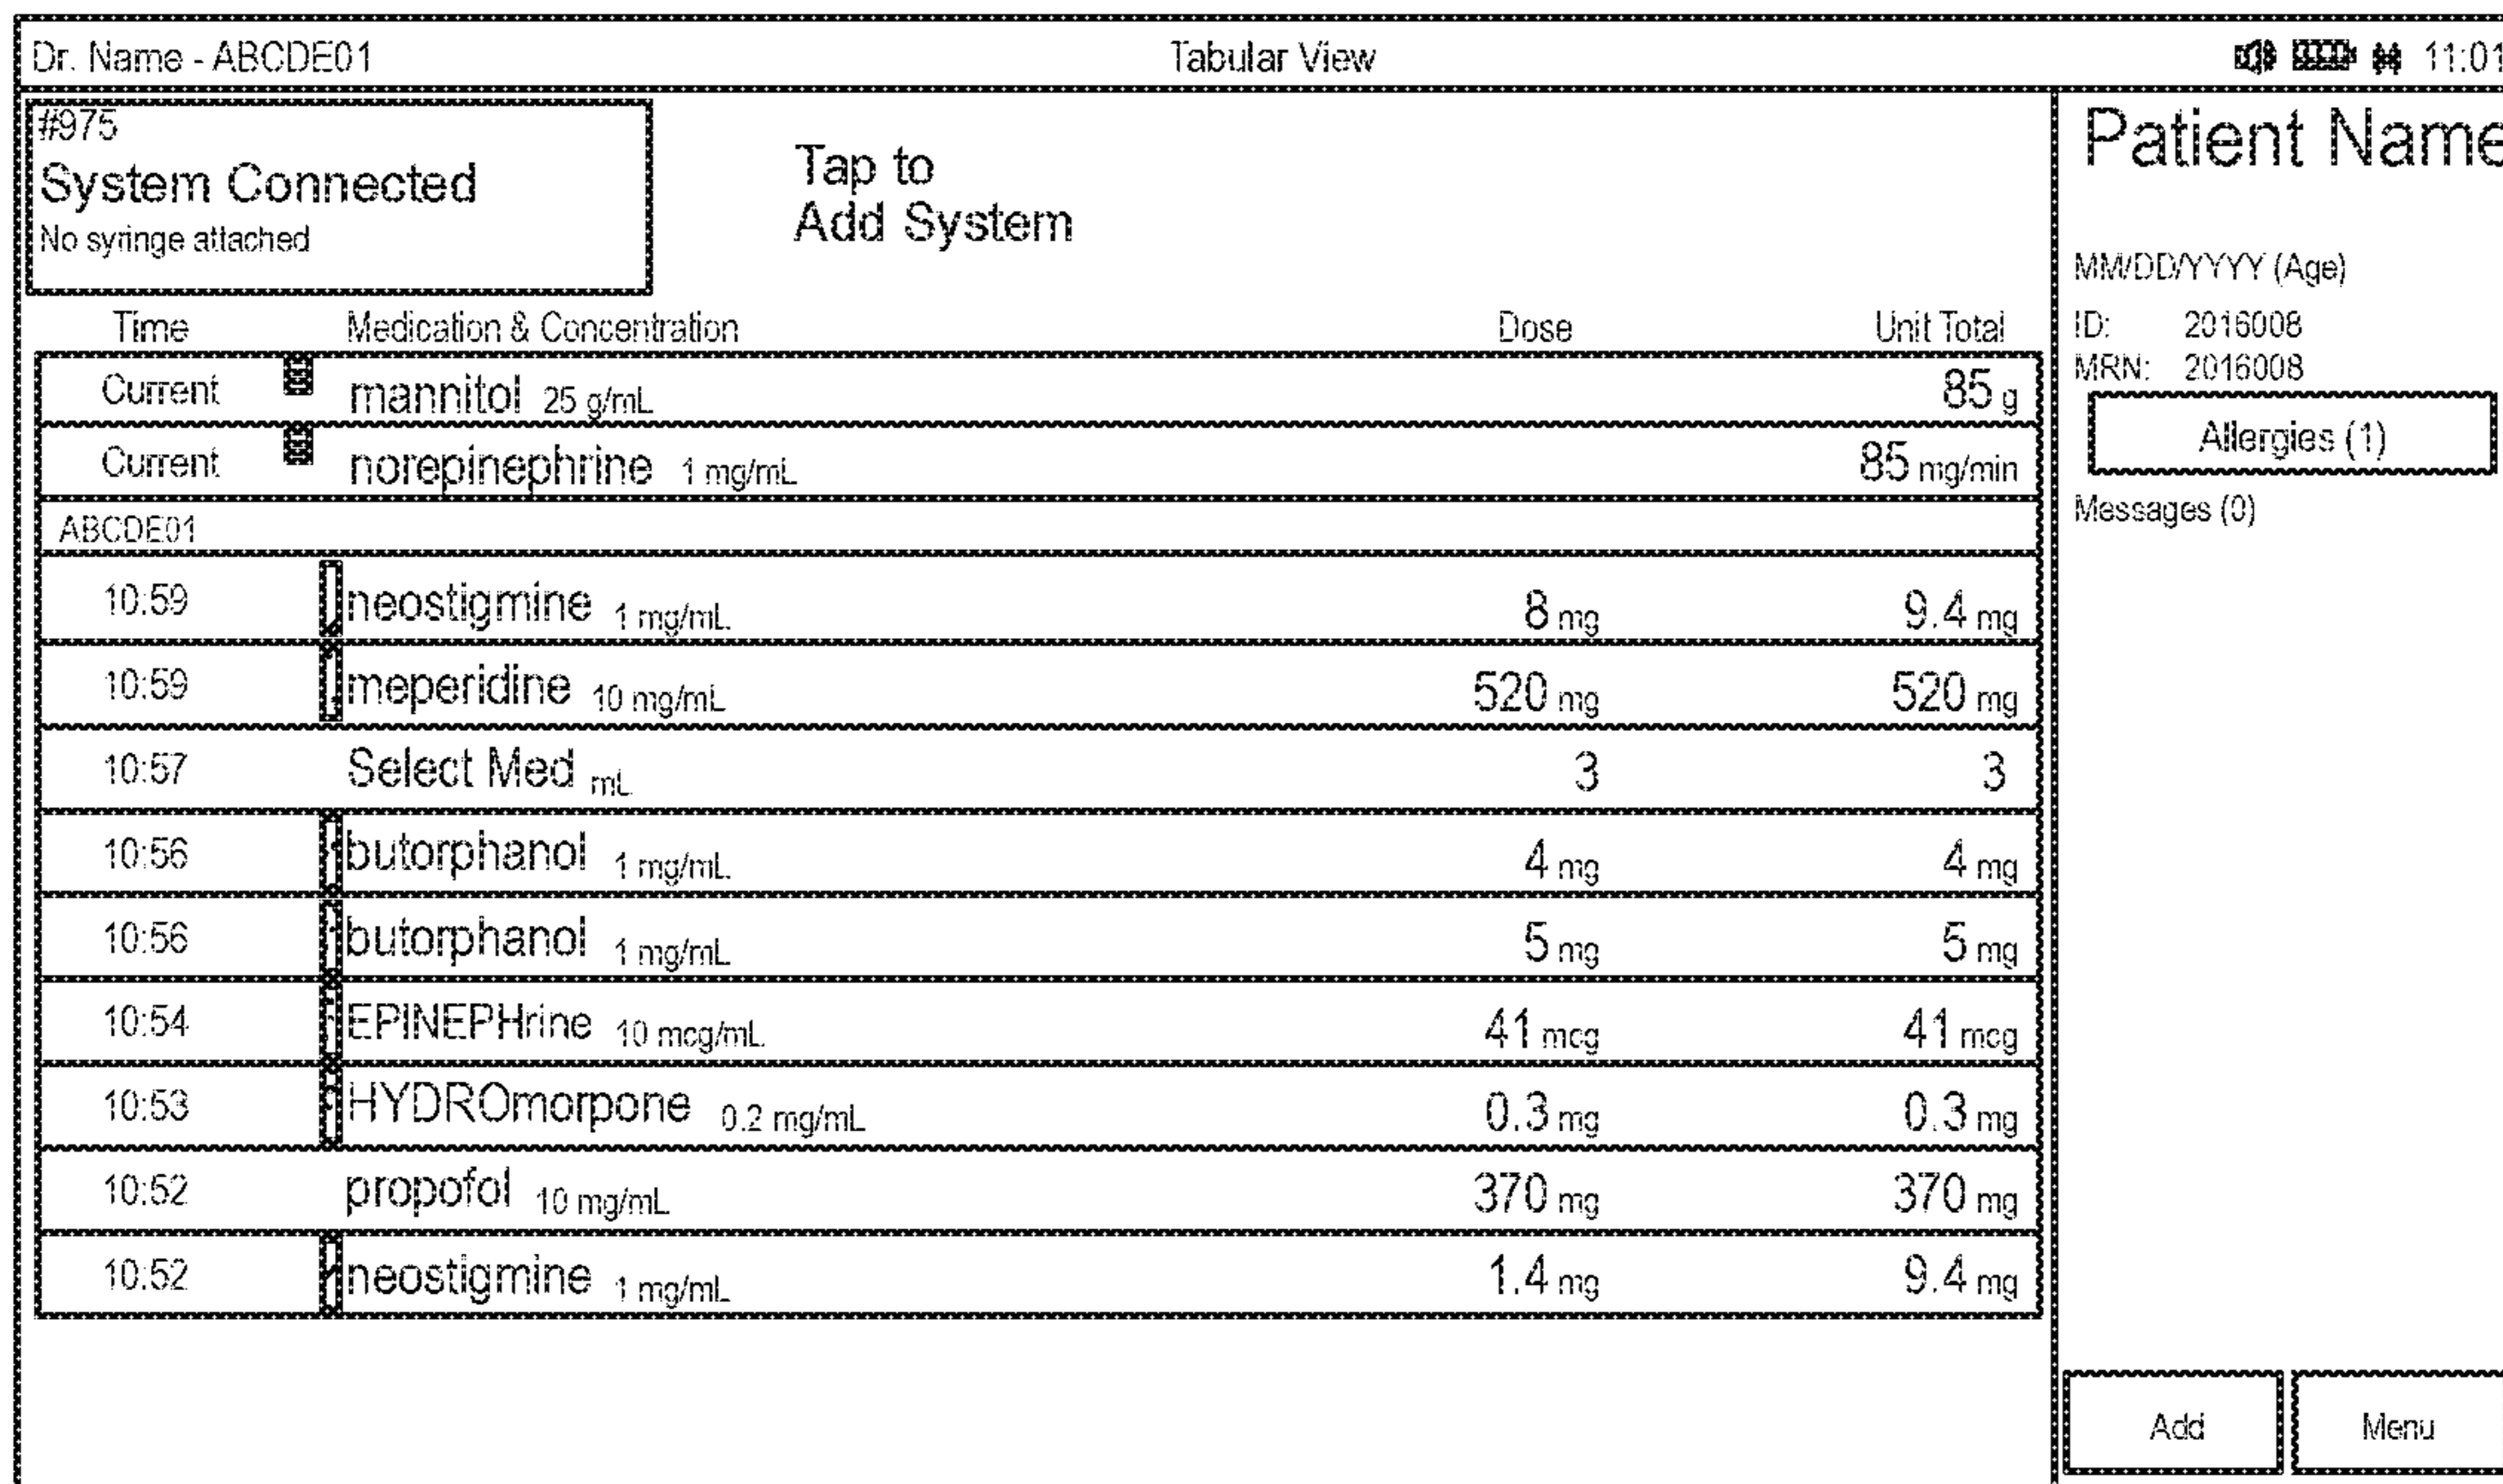 Dr. Name - ABCDE01 Tabular View 11:01
#975
System Connected
No syringe attached
Tap to
Add System
Time Medication & Concentration Dose Unit Total
Current mannitol 25 g/mL 85 g
Current norepinephrine 1 mg/mL 85 mg/min
ABCDE01
10:59 neostigmine 1 mg/mL 8 mg 9.4 mg
10:59 meperidine 10 mg/mL 520 mg 520 mg
10:57 Select Med mL 3 3
10:56 butorphanol 1 mg/mL 4 mg 4 mg
10:56 butorphanol 1 mg/mL 5 mg 5 mg
10:54 EPINEPHrine 10 mcg/mL 41 mcg 41 mcg
10:53 HYDROmorpone 0.2 mg/mL 0.3 mg 0.3 mg
10:52 propofol 10 mg/mL 370 mg 370 mg
10:52 neostigmine 1 mg/mL 1.4 mg 9.4 mg
Patient Name
MM/DD/YYYY (Age)
ID: 2016008
MRN: 2016008
Allergies (1)
Messages (0)
Add Menu